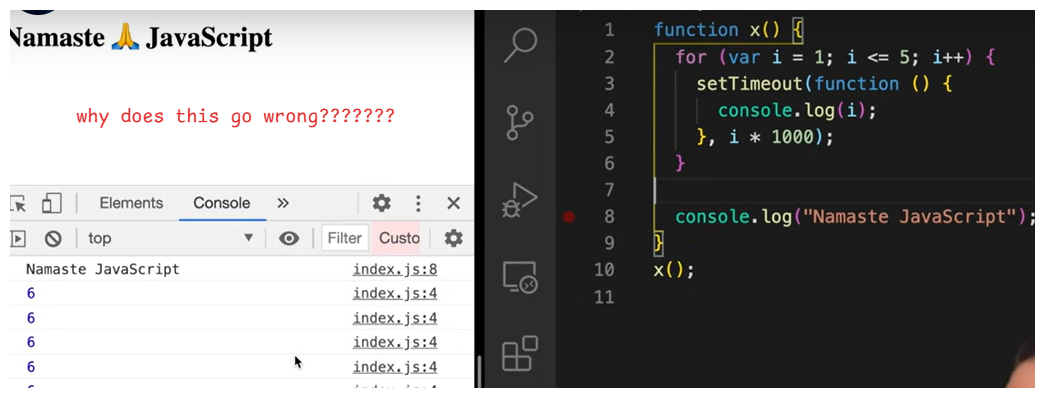 Namaste 🙏 JavaScript
why does this go wrong???????
Elements Console »
top Filter Custo
Namaste JavaScript index.js:8
6 index.js:4
6 index.js:4
6 index.js:4
6 index.js:4
1 function x() {
2 for (var i = 1; i <= 5; i++) {
3 setTimeout(function () {
4 console.log(i);
5 }, i * 1000);
6 }
7
8 console.log("Namaste JavaScript");
9 }
10 x();
11